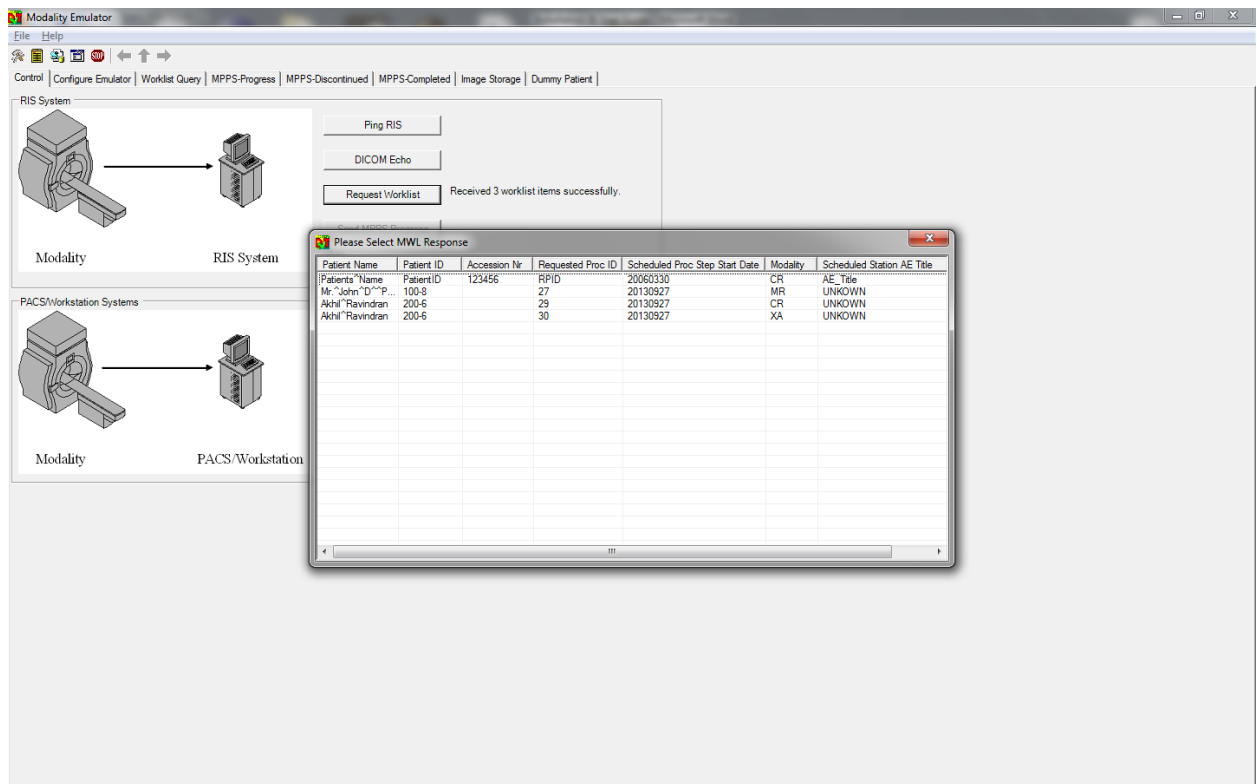 Modality Emulator
File Help
Control Configure Emulator Worklist Query MPPS-Progress MPPS-Discontinued MPPS-Completed Image Storage Dummy Patient
RIS System
Ping RIS
DICOM Echo
Request Worklist Received 3 worklist items successfully.
Send MPPS Progress
Modality RIS System
PACS/Workstation Systems
Modality PACS/Workstation
Please Select MWL Response
Patient Name Patient ID Accession Nr Requested Proc ID Scheduled Proc Step Start Date Modality Scheduled Station AE Title
Patients^Name PatientID 123456 RPID 20060330 CR AE_Title
Mr.^John^D^^P... 100-8 27 20130927 MR UNKOWN
Akhil^Ravindran 200-6 29 20130927 CR UNKOWN
Akhil^Ravindran 200-6 30 20130927 XA UNKOWN